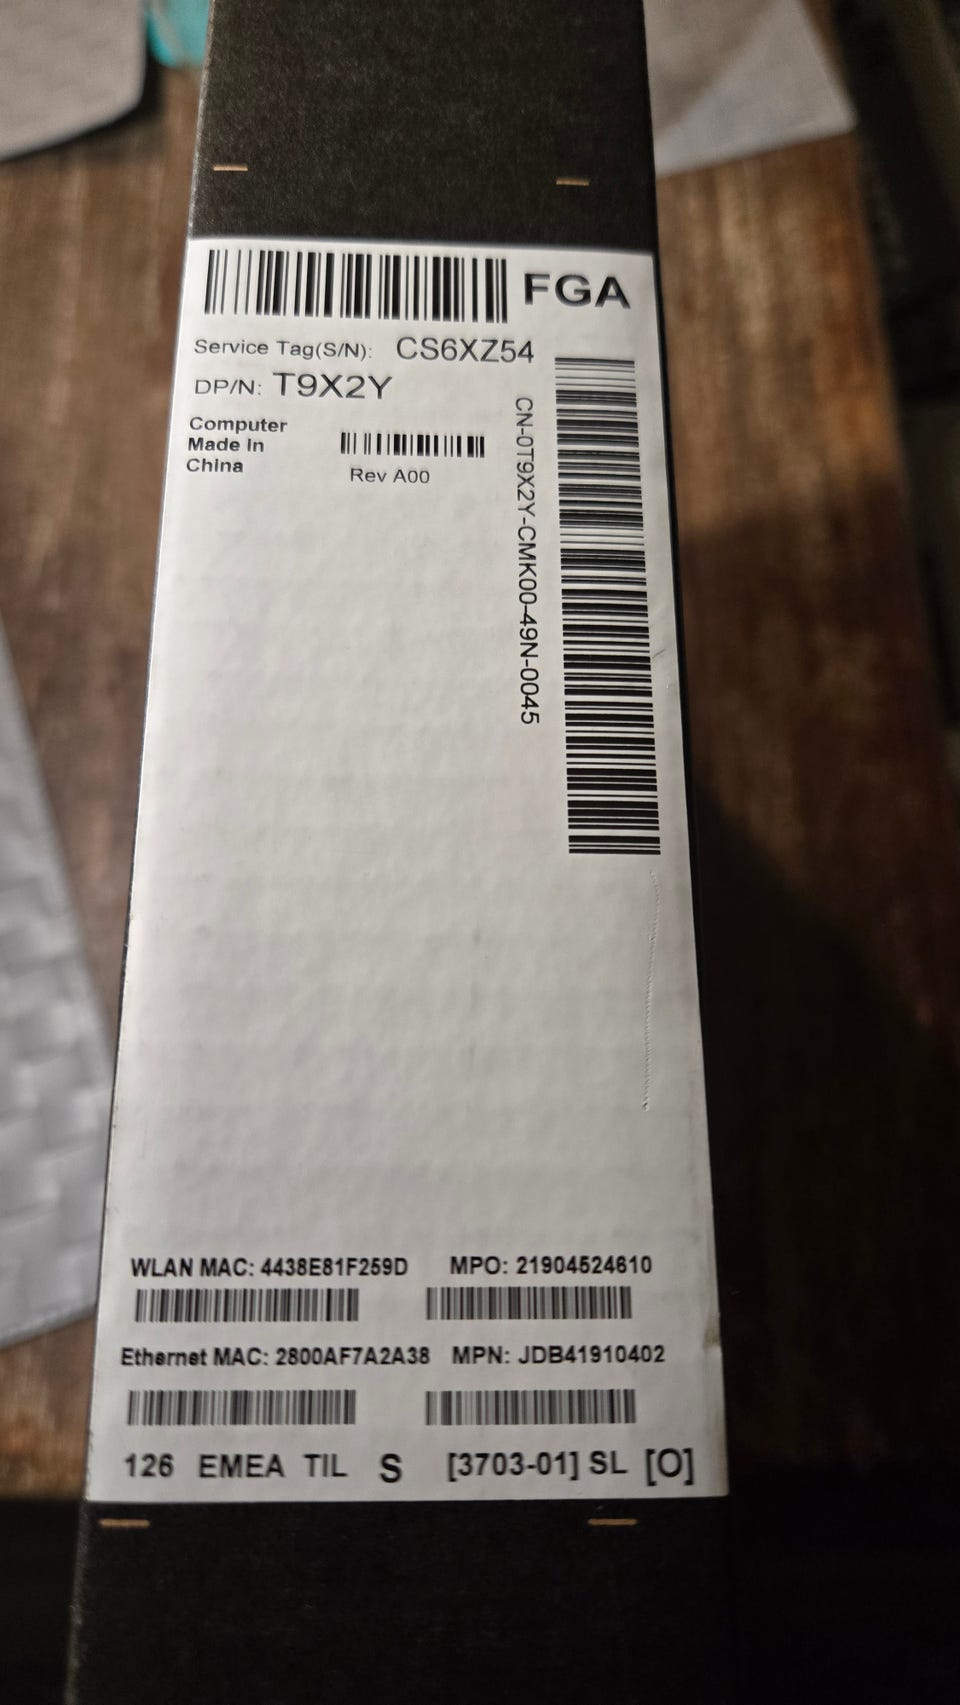 FGA
Service Tag(S/N): CS6XZ54
DP/N: T9X2Y
Computer
Made In
China
Rev A00
CN-0T9X2Y-CMK00-49N-0045
WLAN MAC: 4438E81F259D MPO: 21904524610
Ethernet MAC: 2800AF7A2A38 MPN: JDB41910402
126 EMEA TIL S [3703-01] SL [O]